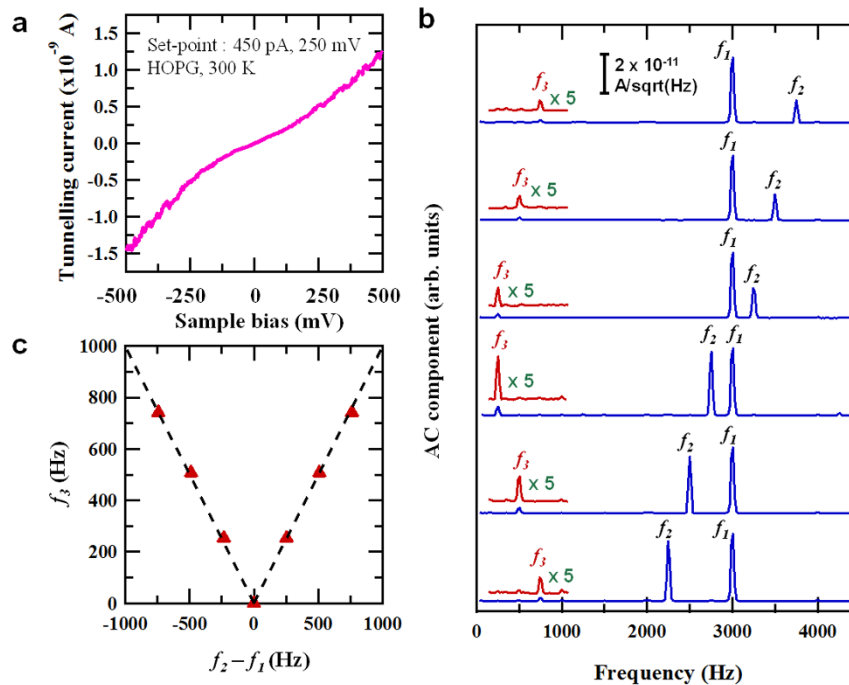 a
Tunnelling current (x10⁻⁹ A)
1.5
1.0
0.5
0.0
-0.5
-1.0
-1.5
Set-point : 450 pA, 250 mV
HOPG, 300 K
-500 -250 0 250 500
Sample bias (mV)
c
f₃ (Hz)
1000
800
600
400
200
0
-1000 -500 0 500 1000
f₂ – f₁ (Hz)
b
AC component (arb. units)
2 x 10⁻¹¹
A/sqrt(Hz)
f₃ x 5 f₁ f₂
f₃ x 5 f₁ f₂
f₃ x 5 f₁ f₂
f₃ x 5 f₂ f₁
f₃ x 5 f₂ f₁
f₃ x 5 f₂ f₁
0 1000 2000 3000 4000
Frequency (Hz)